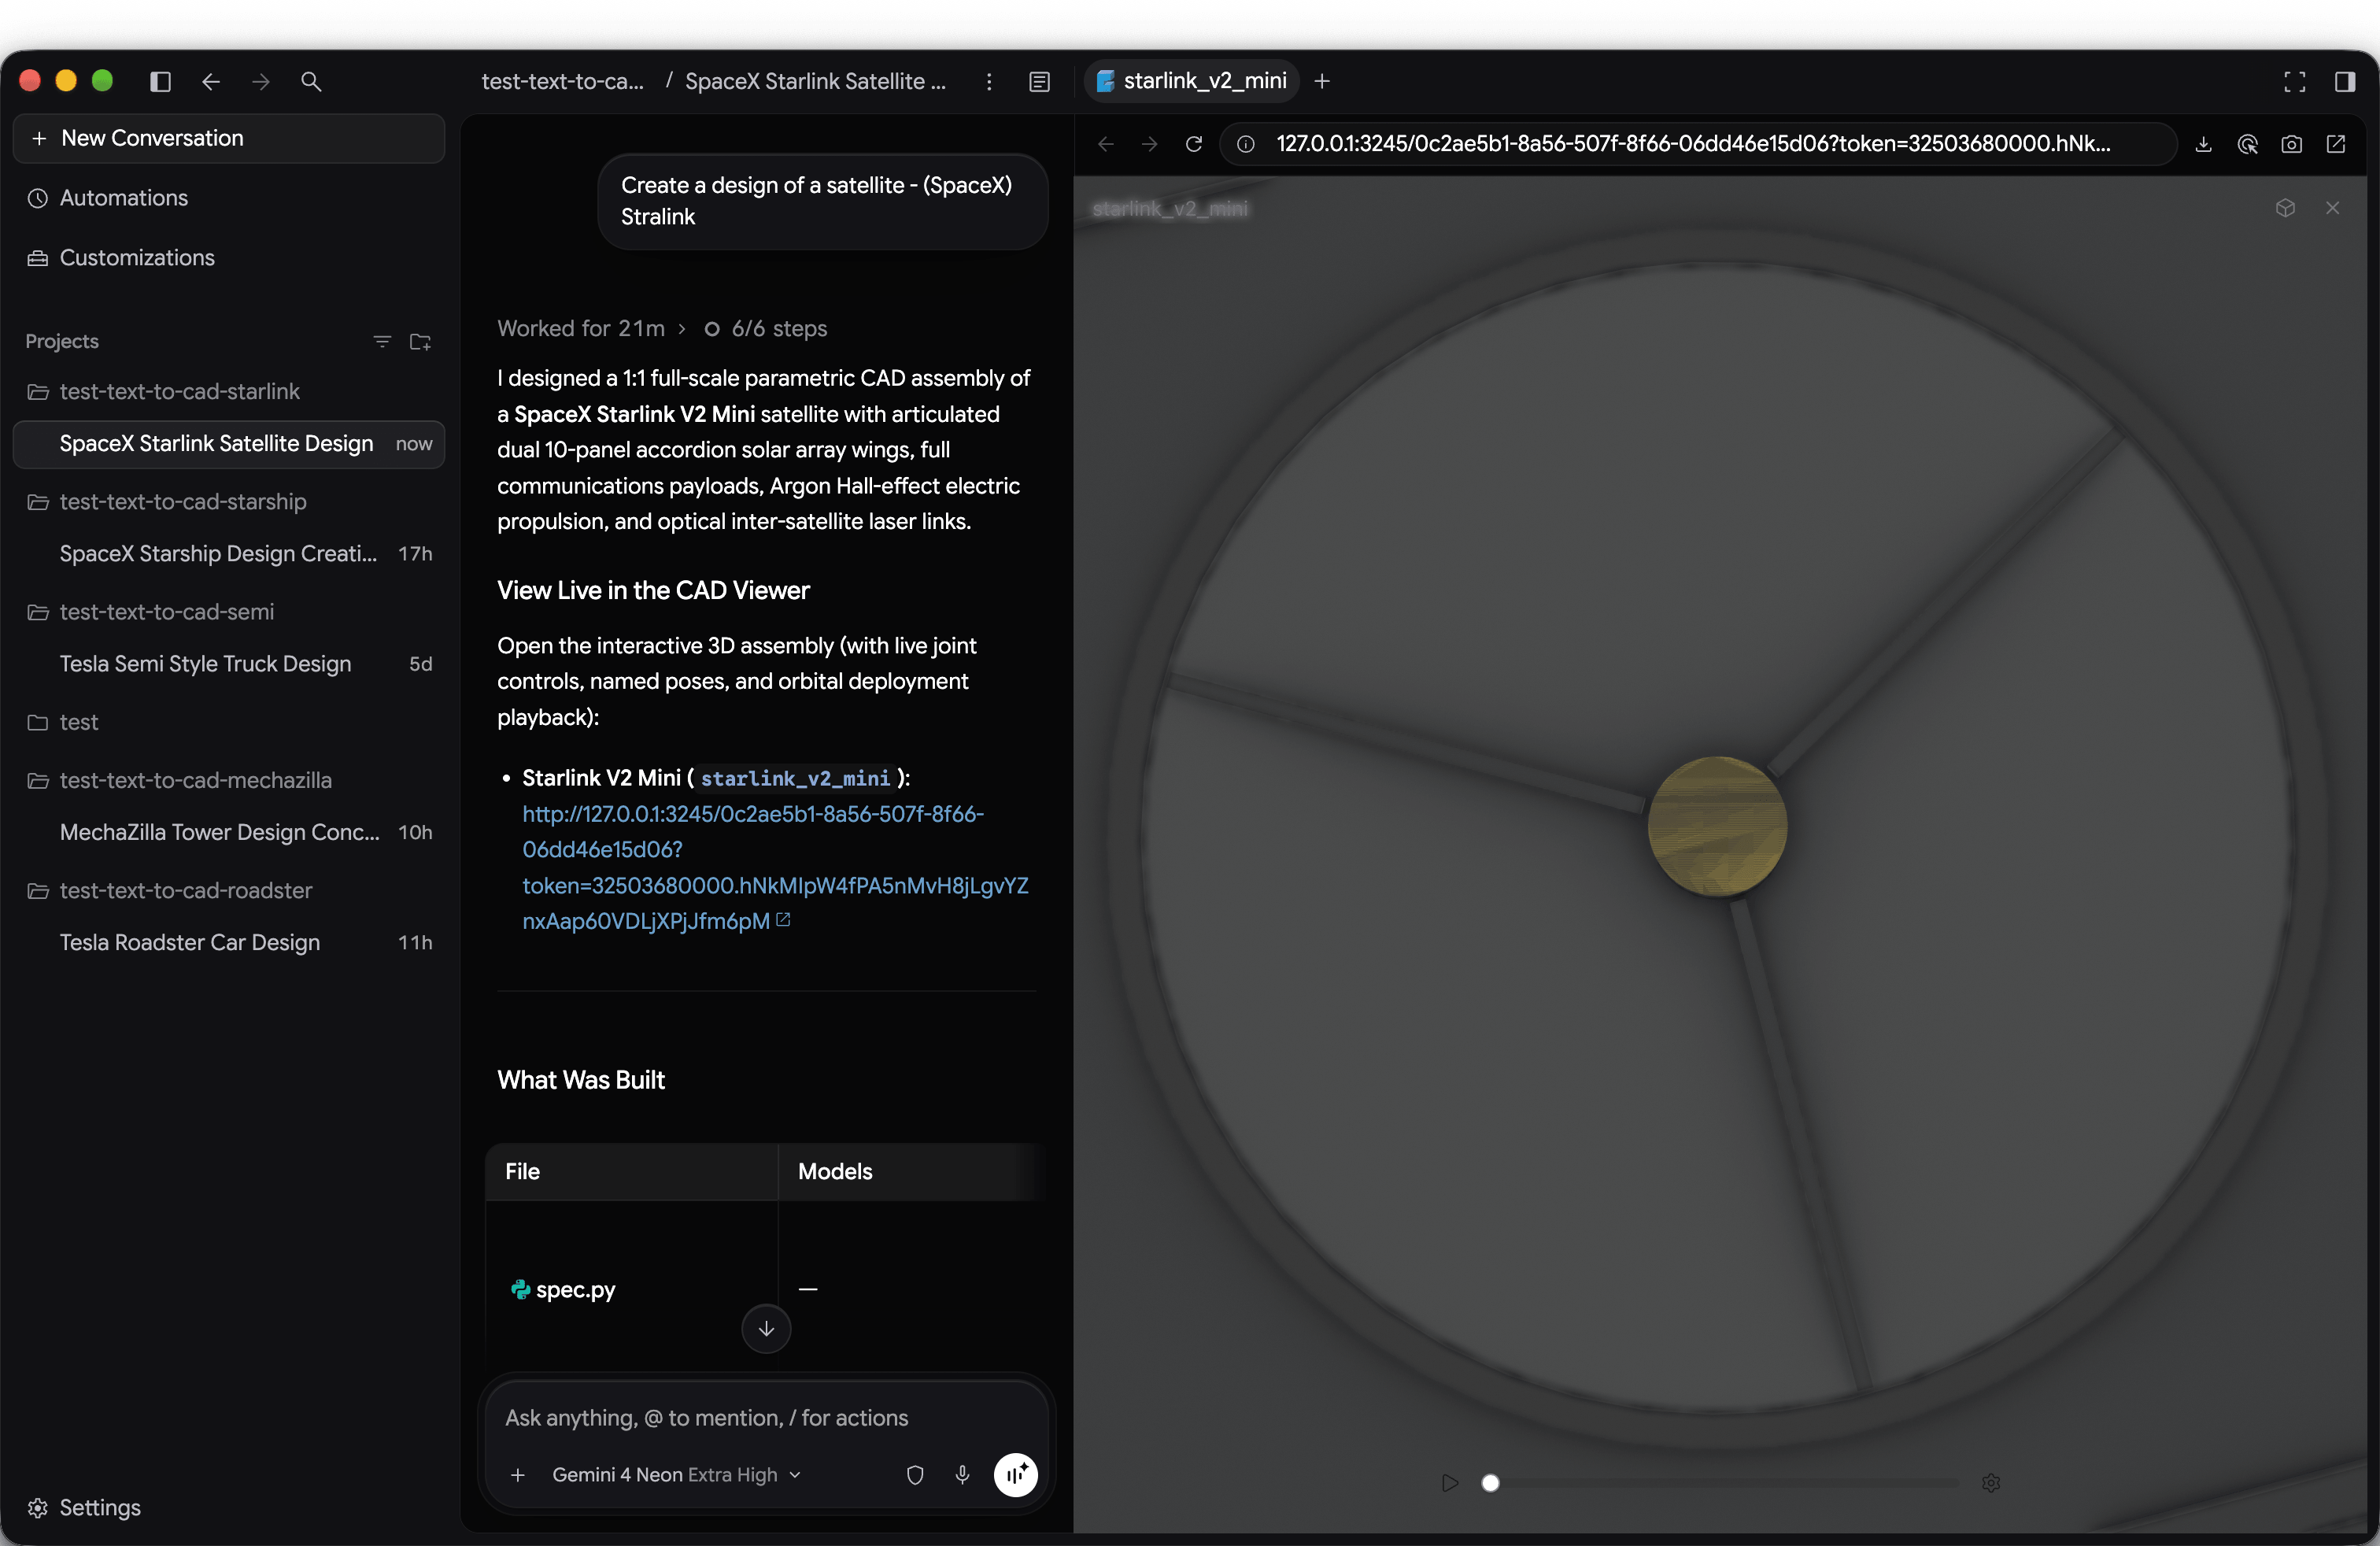 test-text-to-ca... / SpaceX Starlink Satellite ...
starlink_v2_mini
New Conversation
Automations
Customizations
Projects
test-text-to-cad-starlink
SpaceX Starlink Satellite Design now
test-text-to-cad-starship
SpaceX Starship Design Creati... 17h
test-text-to-cad-semi
Tesla Semi Style Truck Design 5d
test
test-text-to-cad-mechazilla
MechaZilla Tower Design Conc... 10h
test-text-to-cad-roadster
Tesla Roadster Car Design 11h
Settings
Create a design of a satellite - (SpaceX)
Stralink
Worked for 21m > 6/6 steps
I designed a 1:1 full-scale parametric CAD assembly of
a SpaceX Starlink V2 Mini satellite with articulated
dual 10-panel accordion solar array wings, full
communications payloads, Argon Hall-effect electric
propulsion, and optical inter-satellite laser links.
View Live in the CAD Viewer
Open the interactive 3D assembly (with live joint
controls, named poses, and orbital deployment
playback):
• Starlink V2 Mini ( starlink_v2_mini ):
http://127.0.0.1:3245/0c2ae5b1-8a56-507f-8f66-
06dd46e15d06?
token=32503680000.hNkMIpW4fPA5nMvH8jLgvYZ
nxAap60VDLjXPjJfm6pM
What Was Built
File Models
spec.py —
Ask anything, @ to mention, / for actions
Gemini 4 Neon Extra High
127.0.0.1:3245/0c2ae5b1-8a56-507f-8f66-06dd46e15d06?token=32503680000.hNk...
starlink_v2_mini